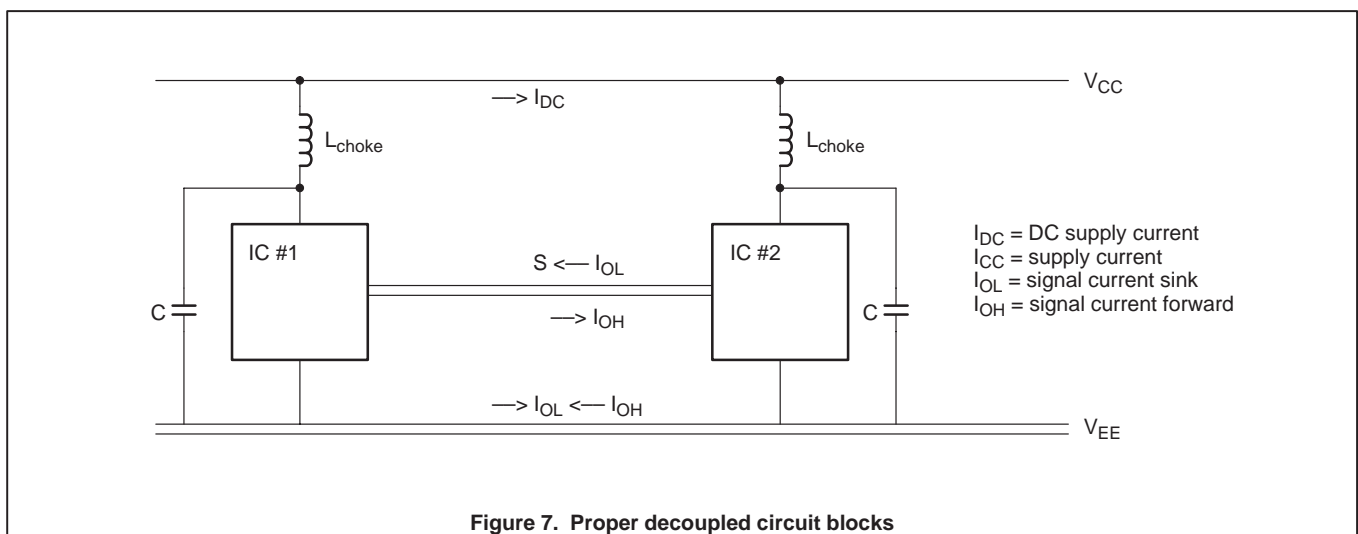 V_CC
—> I_DC
L_choke
L_choke
IC #1
IC #2
S <— I_OL
I_DC = DC supply current
I_CC = supply current
I_OL = signal current sink
I_OH = signal current forward
C
C
—> I_OH
—> I_OL <— I_OH
V_EE
Figure 7. Proper decoupled circuit blocks